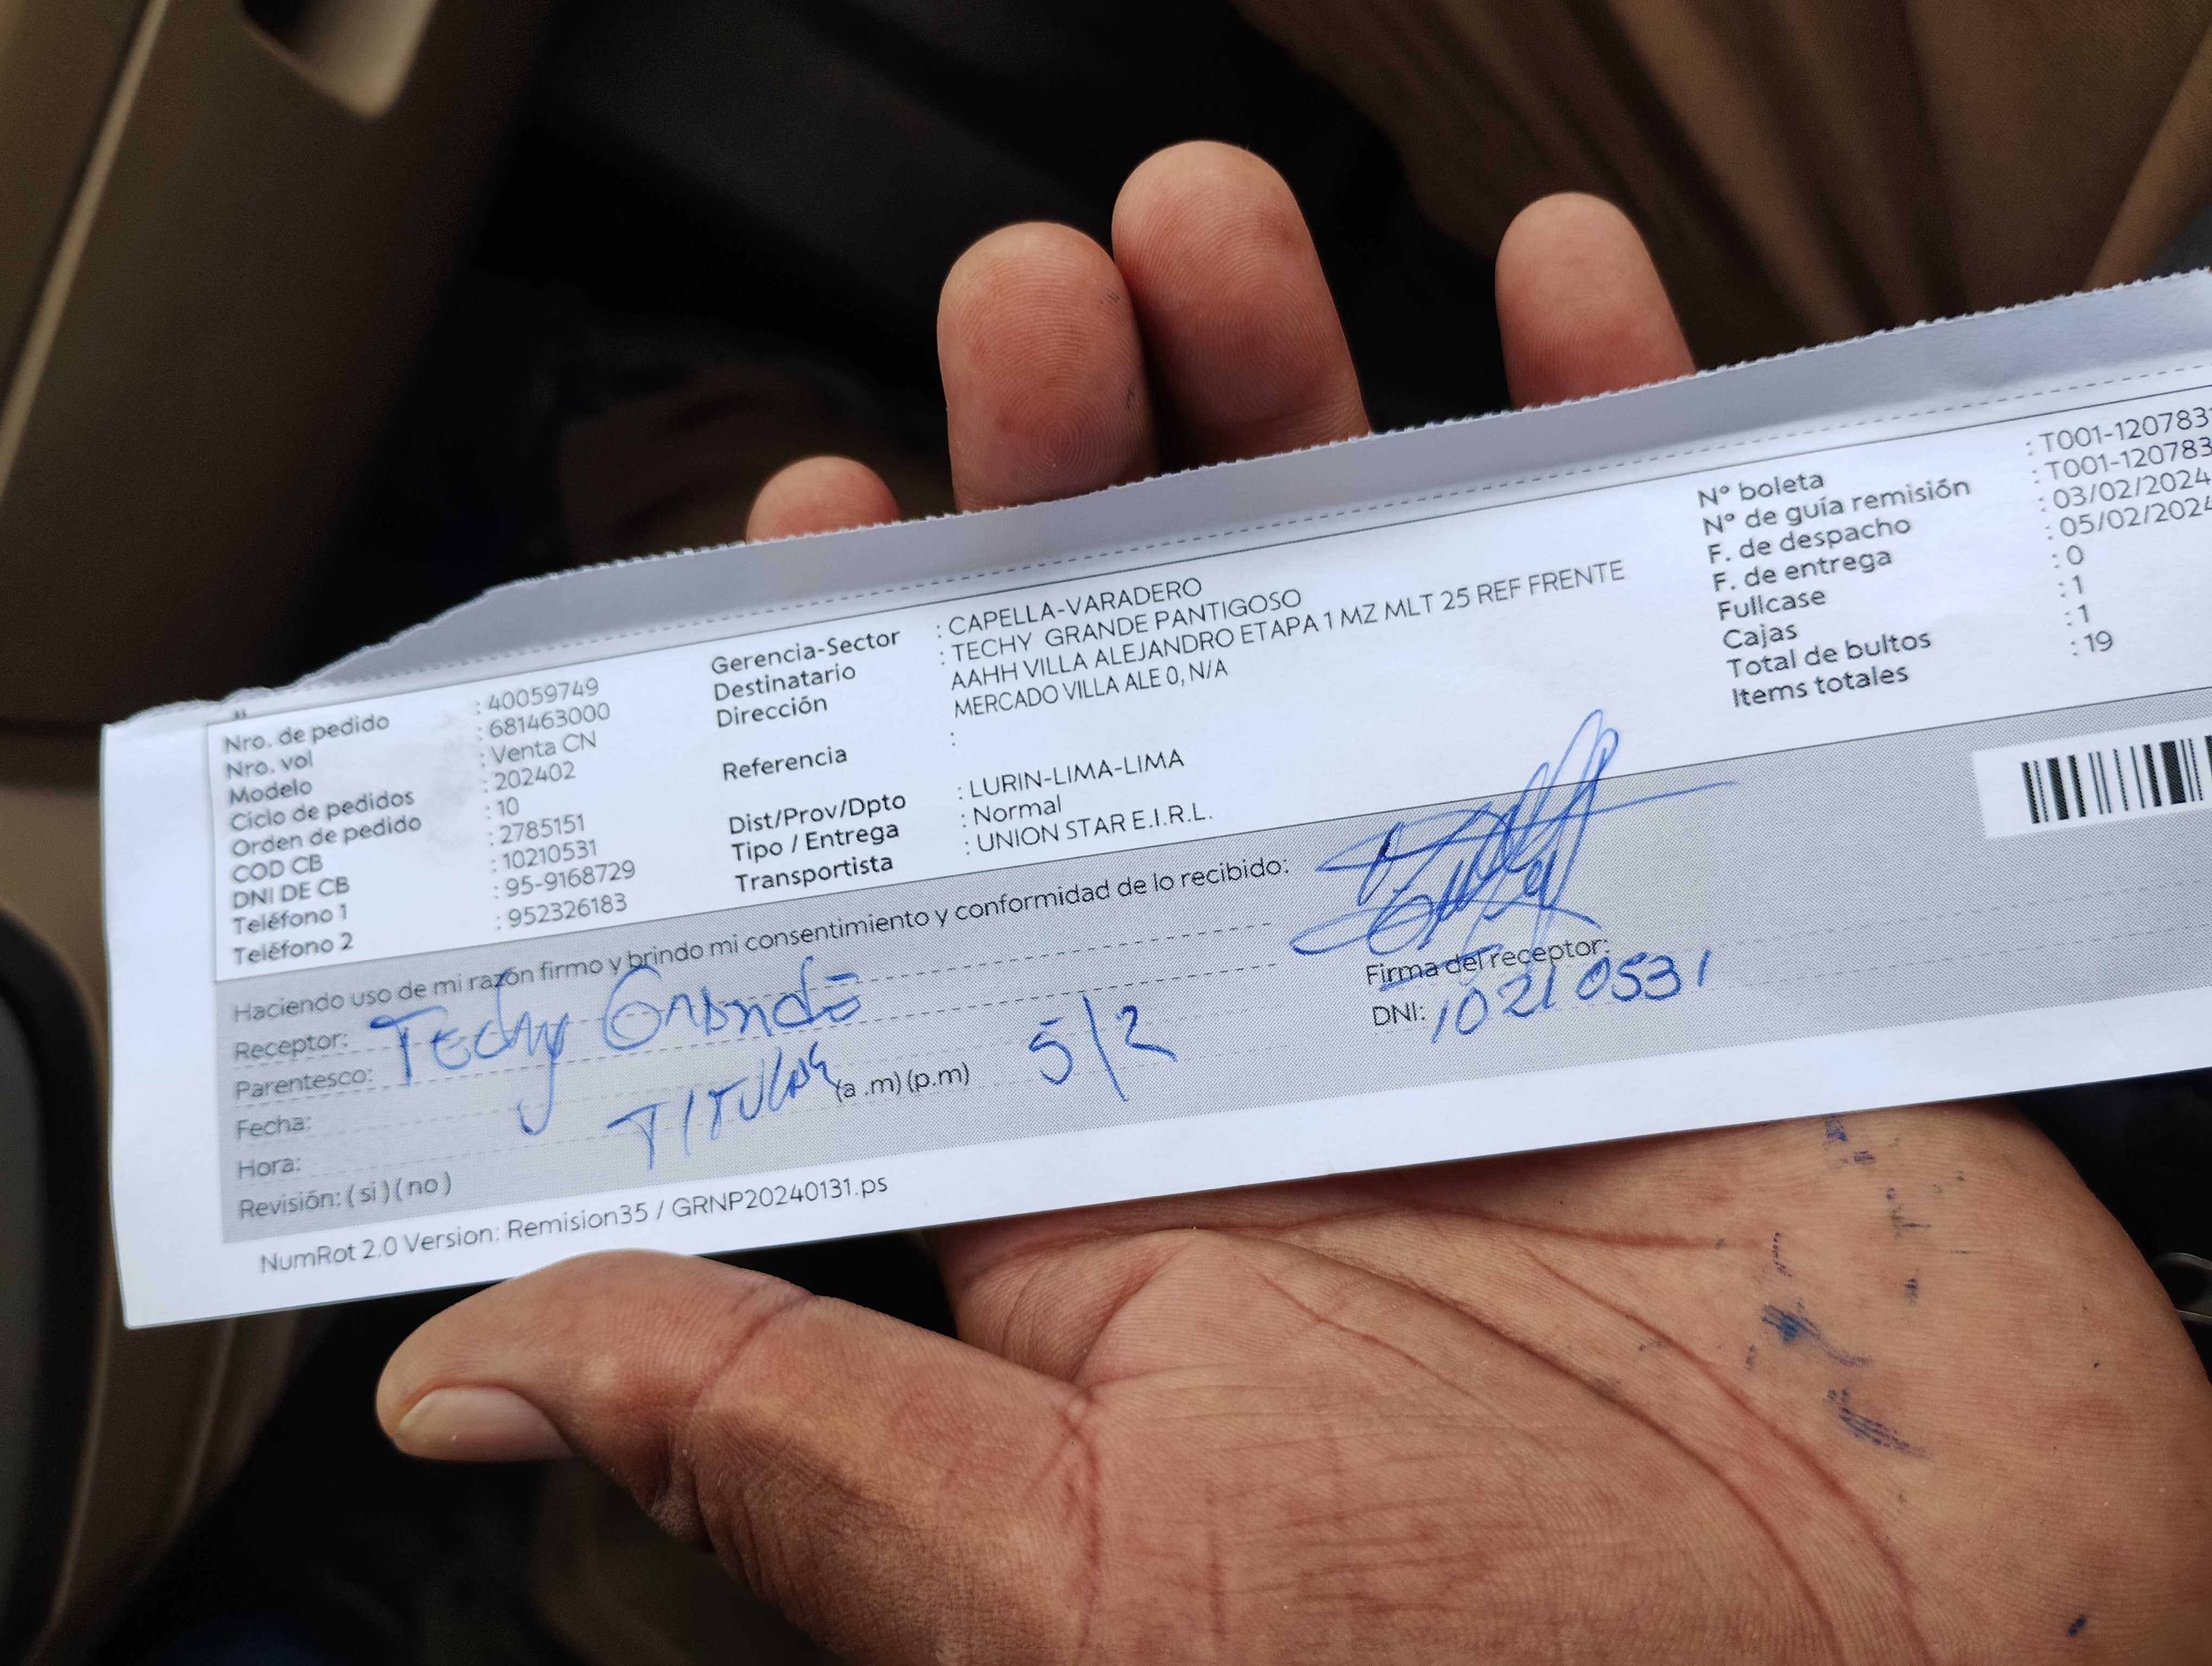 Nro. de pedido : 40059749
Nro. vol : 681463000
Modelo : Venta CN
Ciclo de pedidos : 202402
Orden de pedido : 10
COD CB : 2785151
DNI DE CB : 10210531
Teléfono 1 : 95-9168729
Teléfono 2 : 952326183
Gerencia-Sector : CAPELLA-VARADERO
Destinatario : TECHY GRANDE PANTIGOSO
Dirección : AAHH VILLA ALEJANDRO ETAPA 1 MZ MLT 25 REF FRENTE
MERCADO VILLA ALE 0, N/A
Referencia :
Dist/Prov/Dpto : LURIN-LIMA-LIMA
Tipo / Entrega : Normal
Transportista : UNION STAR E.I.R.L.
N° boleta : T001-120783
N° de guía remisión : T001-120783
F. de despacho : 03/02/2024
F. de entrega : 05/02/2024
Fullcase : 0
Cajas : 1
Total de bultos : 1
Items totales : 19
Haciendo uso de mi razón firmo y brindo mi consentimiento y conformidad de lo recibido:
Receptor: Techy Grande
Parentesco: TITULAR
Fecha: 5/2
Hora: (a .m) (p.m)
Revisión: ( si ) ( no )
Firma del receptor:
DNI: 10210531
NumRot 2.0 Version: Remision35 / GRNP20240131.ps